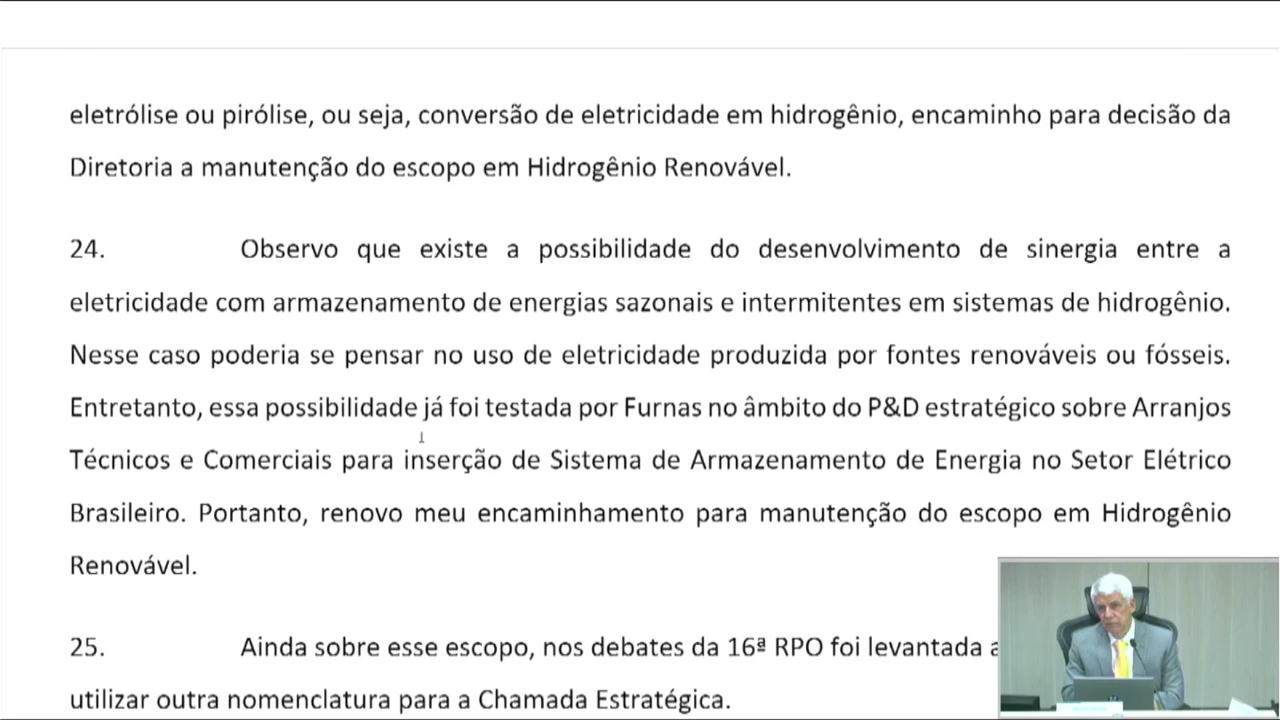 eletrólise ou pirólise, ou seja, conversão de eletricidade em hidrogênio, encaminho para decisão da
Diretoria a manutenção do escopo em Hidrogênio Renovável.
24. Observo que existe a possibilidade do desenvolvimento de sinergia entre a
eletricidade com armazenamento de energias sazonais e intermitentes em sistemas de hidrogênio.
Nesse caso poderia se pensar no uso de eletricidade produzida por fontes renováveis ou fósseis.
Entretanto, essa possibilidade já foi testada por Furnas no âmbito do P&D estratégico sobre Arranjos
Técnicos e Comerciais para inserção de Sistema de Armazenamento de Energia no Setor Elétrico
Brasileiro. Portanto, renovo meu encaminhamento para manutenção do escopo em Hidrogênio
Renovável.
25. Ainda sobre esse escopo, nos debates da 16ª RPO foi levantada
utilizar outra nomenclatura para a Chamada Estratégica.